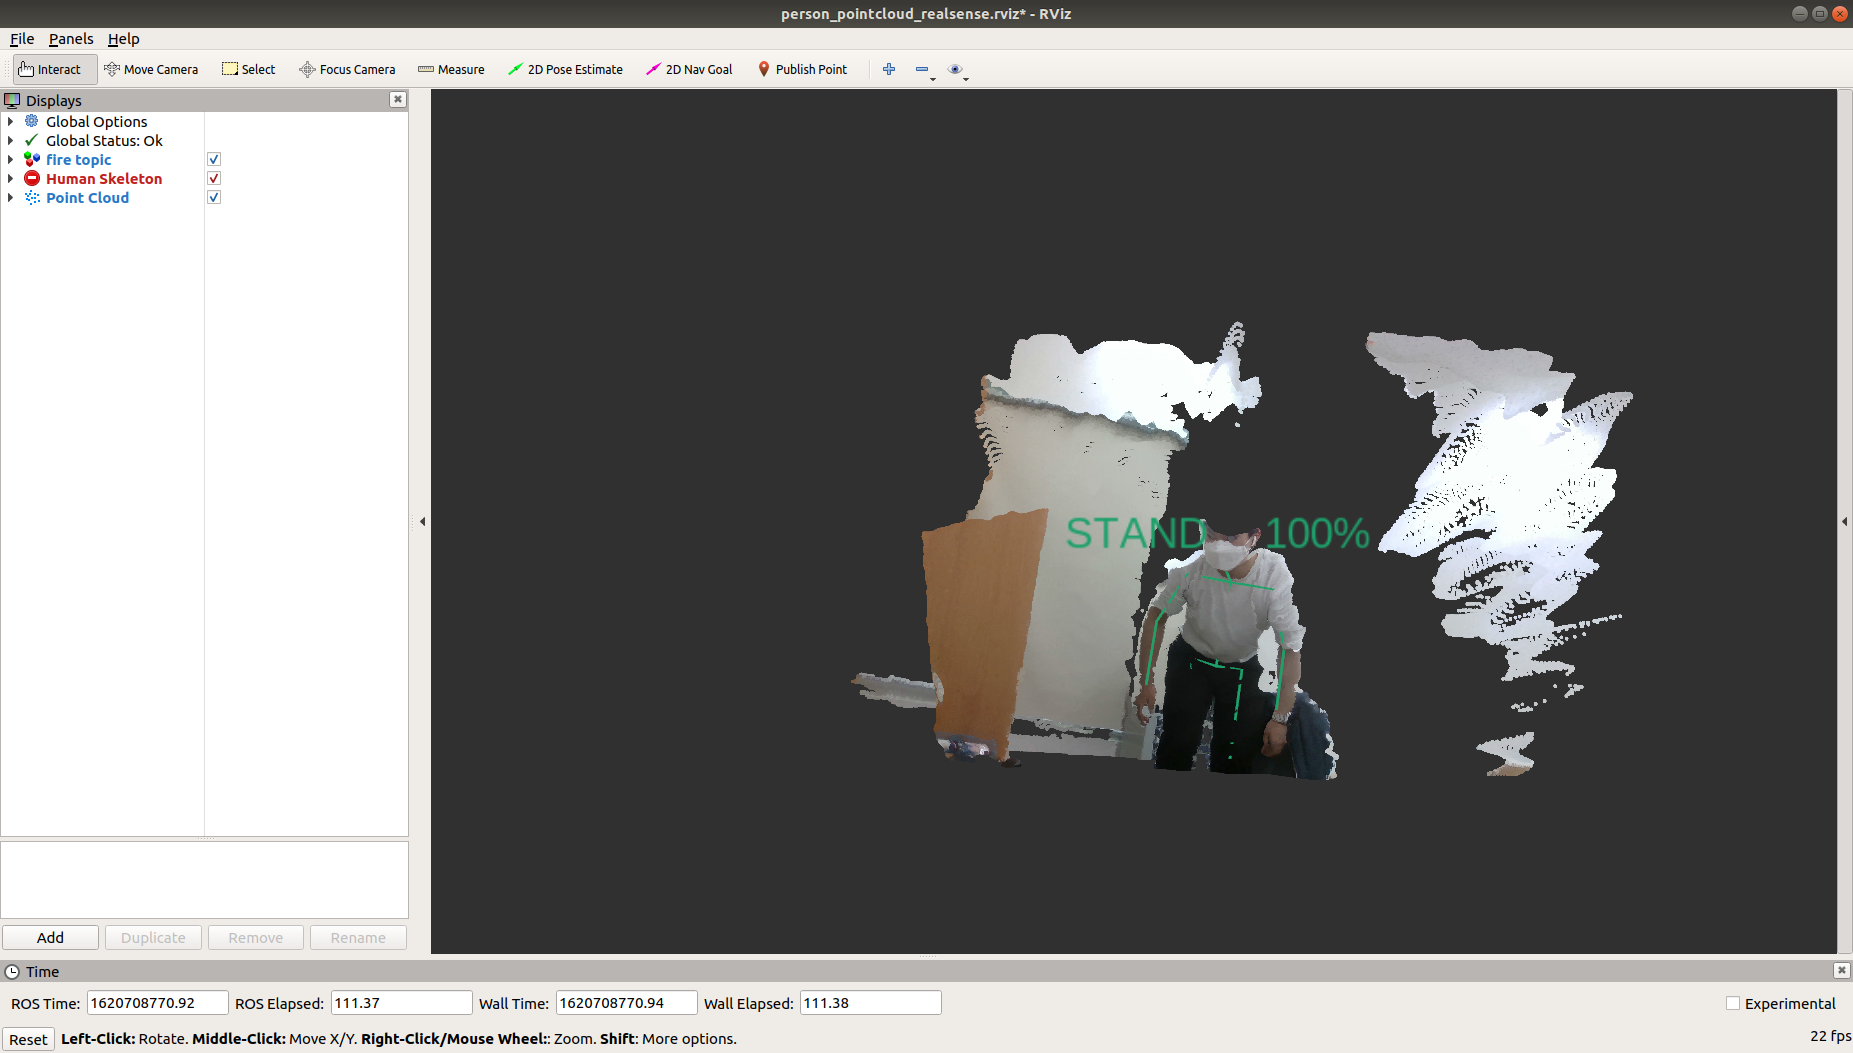 person_pointcloud_realsense.rviz* - RViz
File Panels Help
Interact Move Camera Select Focus Camera Measure 2D Pose Estimate 2D Nav Goal Publish Point
Displays
Global Options
Global Status: Ok
fire topic
Human Skeleton
Point Cloud
STAND 100%
Add Duplicate Remove Rename
Time
ROS Time: 1620708770.92 ROS Elapsed: 111.37 Wall Time: 1620708770.94 Wall Elapsed: 111.38 Experimental
Reset Left-Click: Rotate. Middle-Click: Move X/Y. Right-Click/Mouse Wheel:: Zoom. Shift: More options. 22 fps